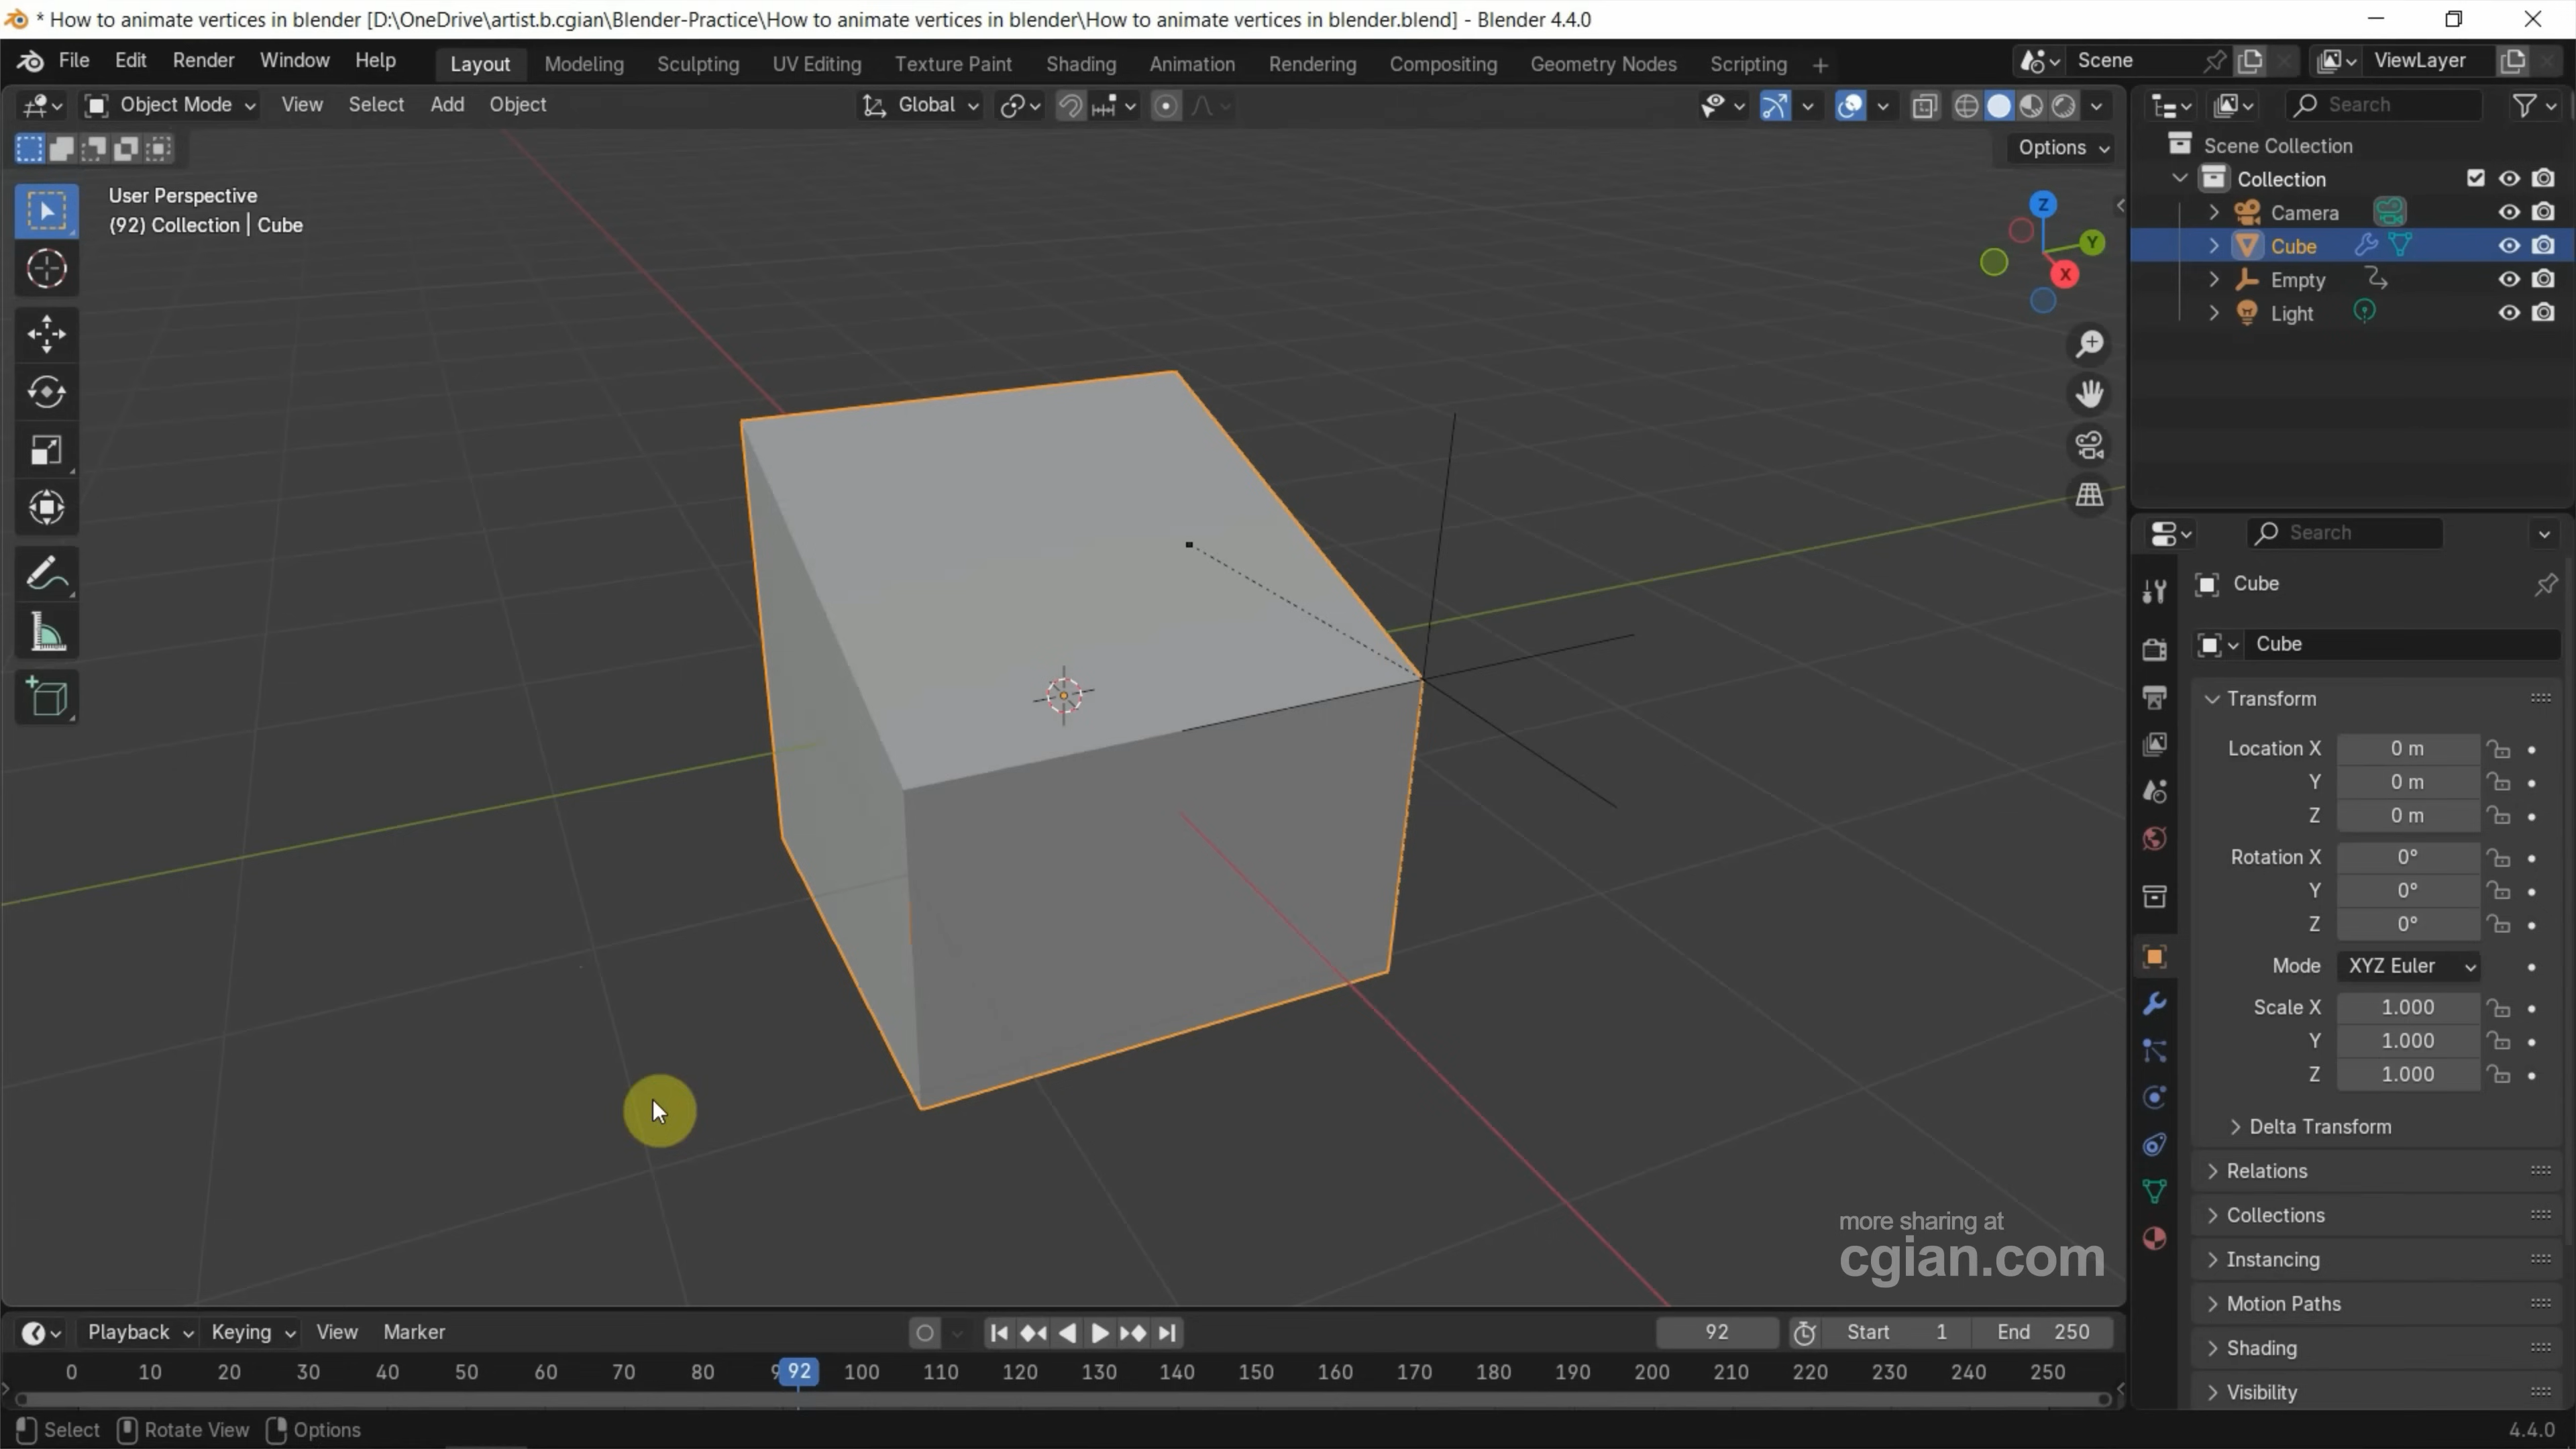 * How to animate vertices in blender [D:\OneDrive\artist.b.cgian\Blender-Practice\How to animate vertices in blender\How to animate vertices in blender.blend] - Blender 4.4.0
File Edit Render Window Help Layout Modeling Sculpting UV Editing Texture Paint Shading Animation Rendering Compositing Geometry Nodes Scripting + Scene ViewLayer
Object Mode View Select Add Object Global Search
Options
User Perspective
(92) Collection | Cube
Z
Y
X
Scene Collection
Collection
Camera
Cube
Empty
Light
Search
Cube
Cube
Transform
Location X 0 m
Y 0 m
Z 0 m
Rotation X 0°
Y 0°
Z 0°
Mode XYZ Euler
Scale X 1.000
Y 1.000
Z 1.000
Delta Transform
Relations
Collections
Instancing
Motion Paths
Shading
Visibility
more sharing at
cgian.com
Playback Keying View Marker 92 Start 1 End 250
0 10 20 30 40 50 60 70 80 92 100 110 120 130 140 150 160 170 180 190 200 210 220 230 240 250
Select Rotate View Options 4.4.0